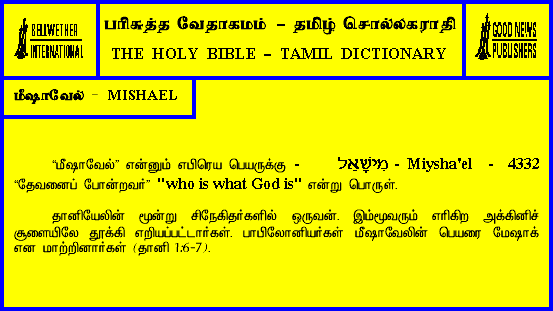 BELLWETHER
INTERNATIONAL
பரிசுத்த வேதாகமம் – தமிழ் சொல்லகராதி
THE HOLY BIBLE – TAMIL DICTIONARY
GOOD NEWS
PUBLISHERS
மீஷாவேல் - MISHAEL
“மீஷாவேல்” என்னும் எபிரெய பெயருக்கு - מִישָׁאֵל - Miysha'el - 4332
“தேவனைப் போன்றவர்” "who is what God is" என்று பொருள்.
தானியேலின் மூன்று சிநேகிதர்களில் ஒருவன். இம்மூவரும் எரிகிற அக்கினிச்
சூளையிலே தூக்கி எறியப்பட்டார்கள். பாபிலோனியர்கள் மீஷாவேலின் பெயரை மேஷாக்
என மாற்றினார்கள் (தானி 1:6-7).